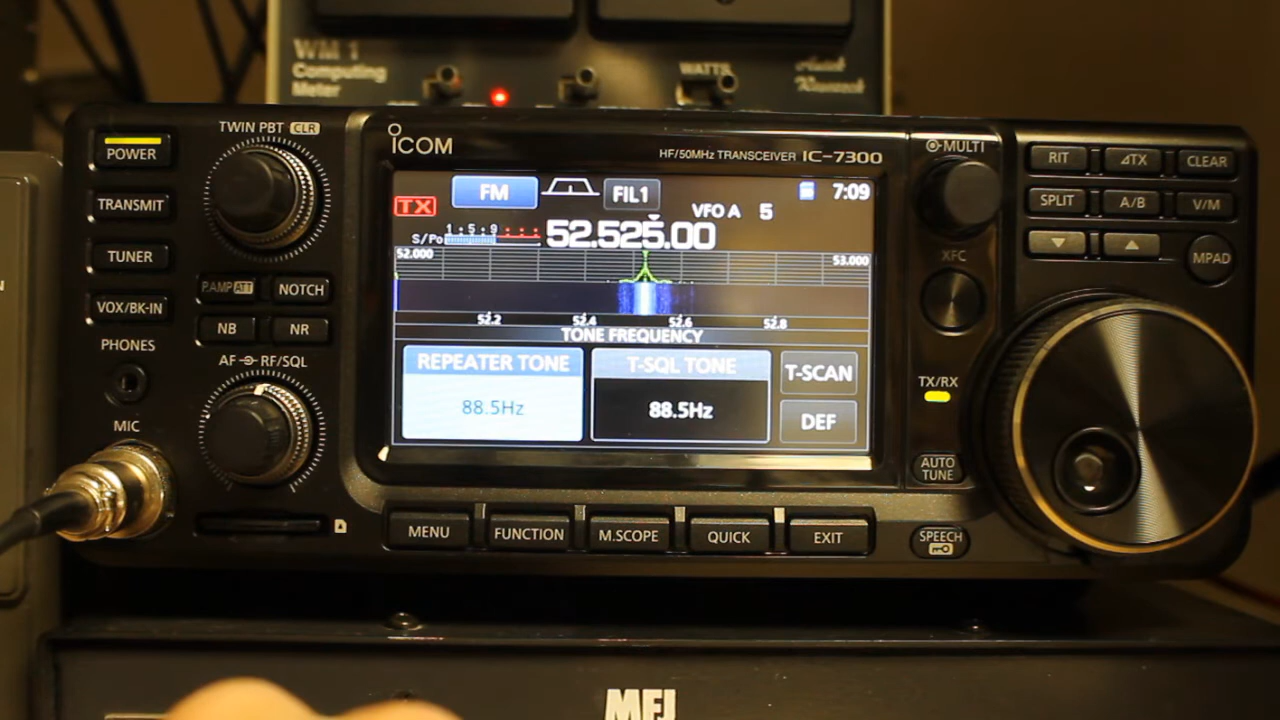 WM 1
Computing
Meter
WATTS
TWIN PBT CLR
POWER
TRANSMIT
TUNER
VOX/BK-IN
PHONES
MIC
P.AMP ATT
NOTCH
NB
NR
AF RF/SQL
ICOM
HF/50MHz TRANSCEIVER IC-7300
FM
FIL1
7:09
TX
VFO A 5
S/Po 1 5 9
52.525.00
52.000
53.000
52.2 52.4 52.6 52.8
TONE FREQUENCY
REPEATER TONE
88.5Hz
T-SQL TONE
88.5Hz
T-SCAN
DEF
MENU
FUNCTION
M.SCOPE
QUICK
EXIT
MULTI
XFC
TX/RX
AUTO
TUNE
SPEECH
RIT
⊿TX
CLEAR
SPLIT
A/B
V/M
▼
▲
MPAD
MFJ